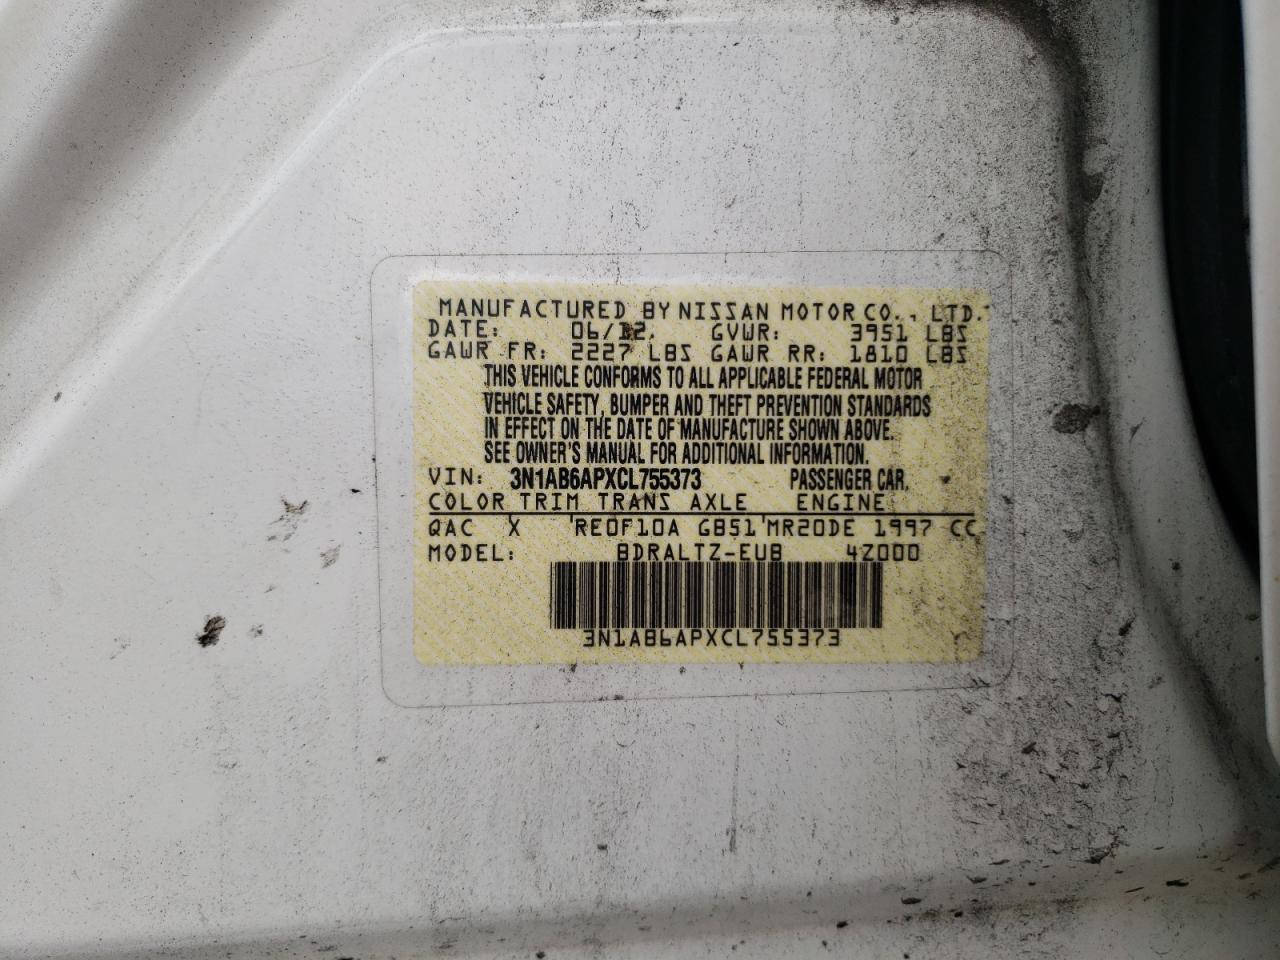 MANUFACTURED BY NISSAN MOTOR CO., LTD.
DATE: 06/12. GVWR: 3951 LBS
GAWR FR: 2227 LBS GAWR RR: 1810 LBS
THIS VEHICLE CONFORMS TO ALL APPLICABLE FEDERAL MOTOR
VEHICLE SAFETY, BUMPER AND THEFT PREVENTION STANDARDS
IN EFFECT ON THE DATE OF MANUFACTURE SHOWN ABOVE.
SEE OWNER'S MANUAL FOR ADDITIONAL INFORMATION.
VIN: 3N1AB6APXCL755373 PASSENGER CAR.
COLOR TRIM TRANS AXLE ENGINE
QAC X RE0F10A GB51 MR20DE 1997 CC
MODEL: BDRALTZ-EUB 4Z000
3N1AB6APXCL755373